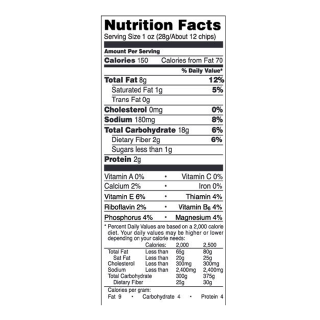 Nutrition Facts
Serving Size 1 oz (28g/About 12 chips)
Amount Per Serving
Calories 150 Calories from Fat 70
% Daily Value*
Total Fat 8g 12%
Saturated Fat 1g 5%
Trans Fat 0g
Cholesterol 0mg 0%
Sodium 180mg 8%
Total Carbohydrate 18g 6%
Dietary Fiber 2g 6%
Sugars less than 1g
Protein 2g
Vitamin A 0% • Vitamin C 0%
Calcium 2% • Iron 0%
Vitamin E 6% • Thiamin 4%
Riboflavin 2% • Vitamin B₆ 4%
Phosphorus 4% • Magnesium 4%
* Percent Daily Values are based on a 2,000 calorie
diet. Your daily values may be higher or lower
depending on your calorie needs:
Calories: 2,000 2,500
Total Fat Less than 65g 80g
Sat Fat Less than 20g 25g
Cholesterol Less than 300mg 300mg
Sodium Less than 2,400mg 2,400mg
Total Carbohydrate 300g 375g
Dietary Fiber 25g 30g
Calories per gram:
Fat 9 • Carbohydrate 4 • Protein 4